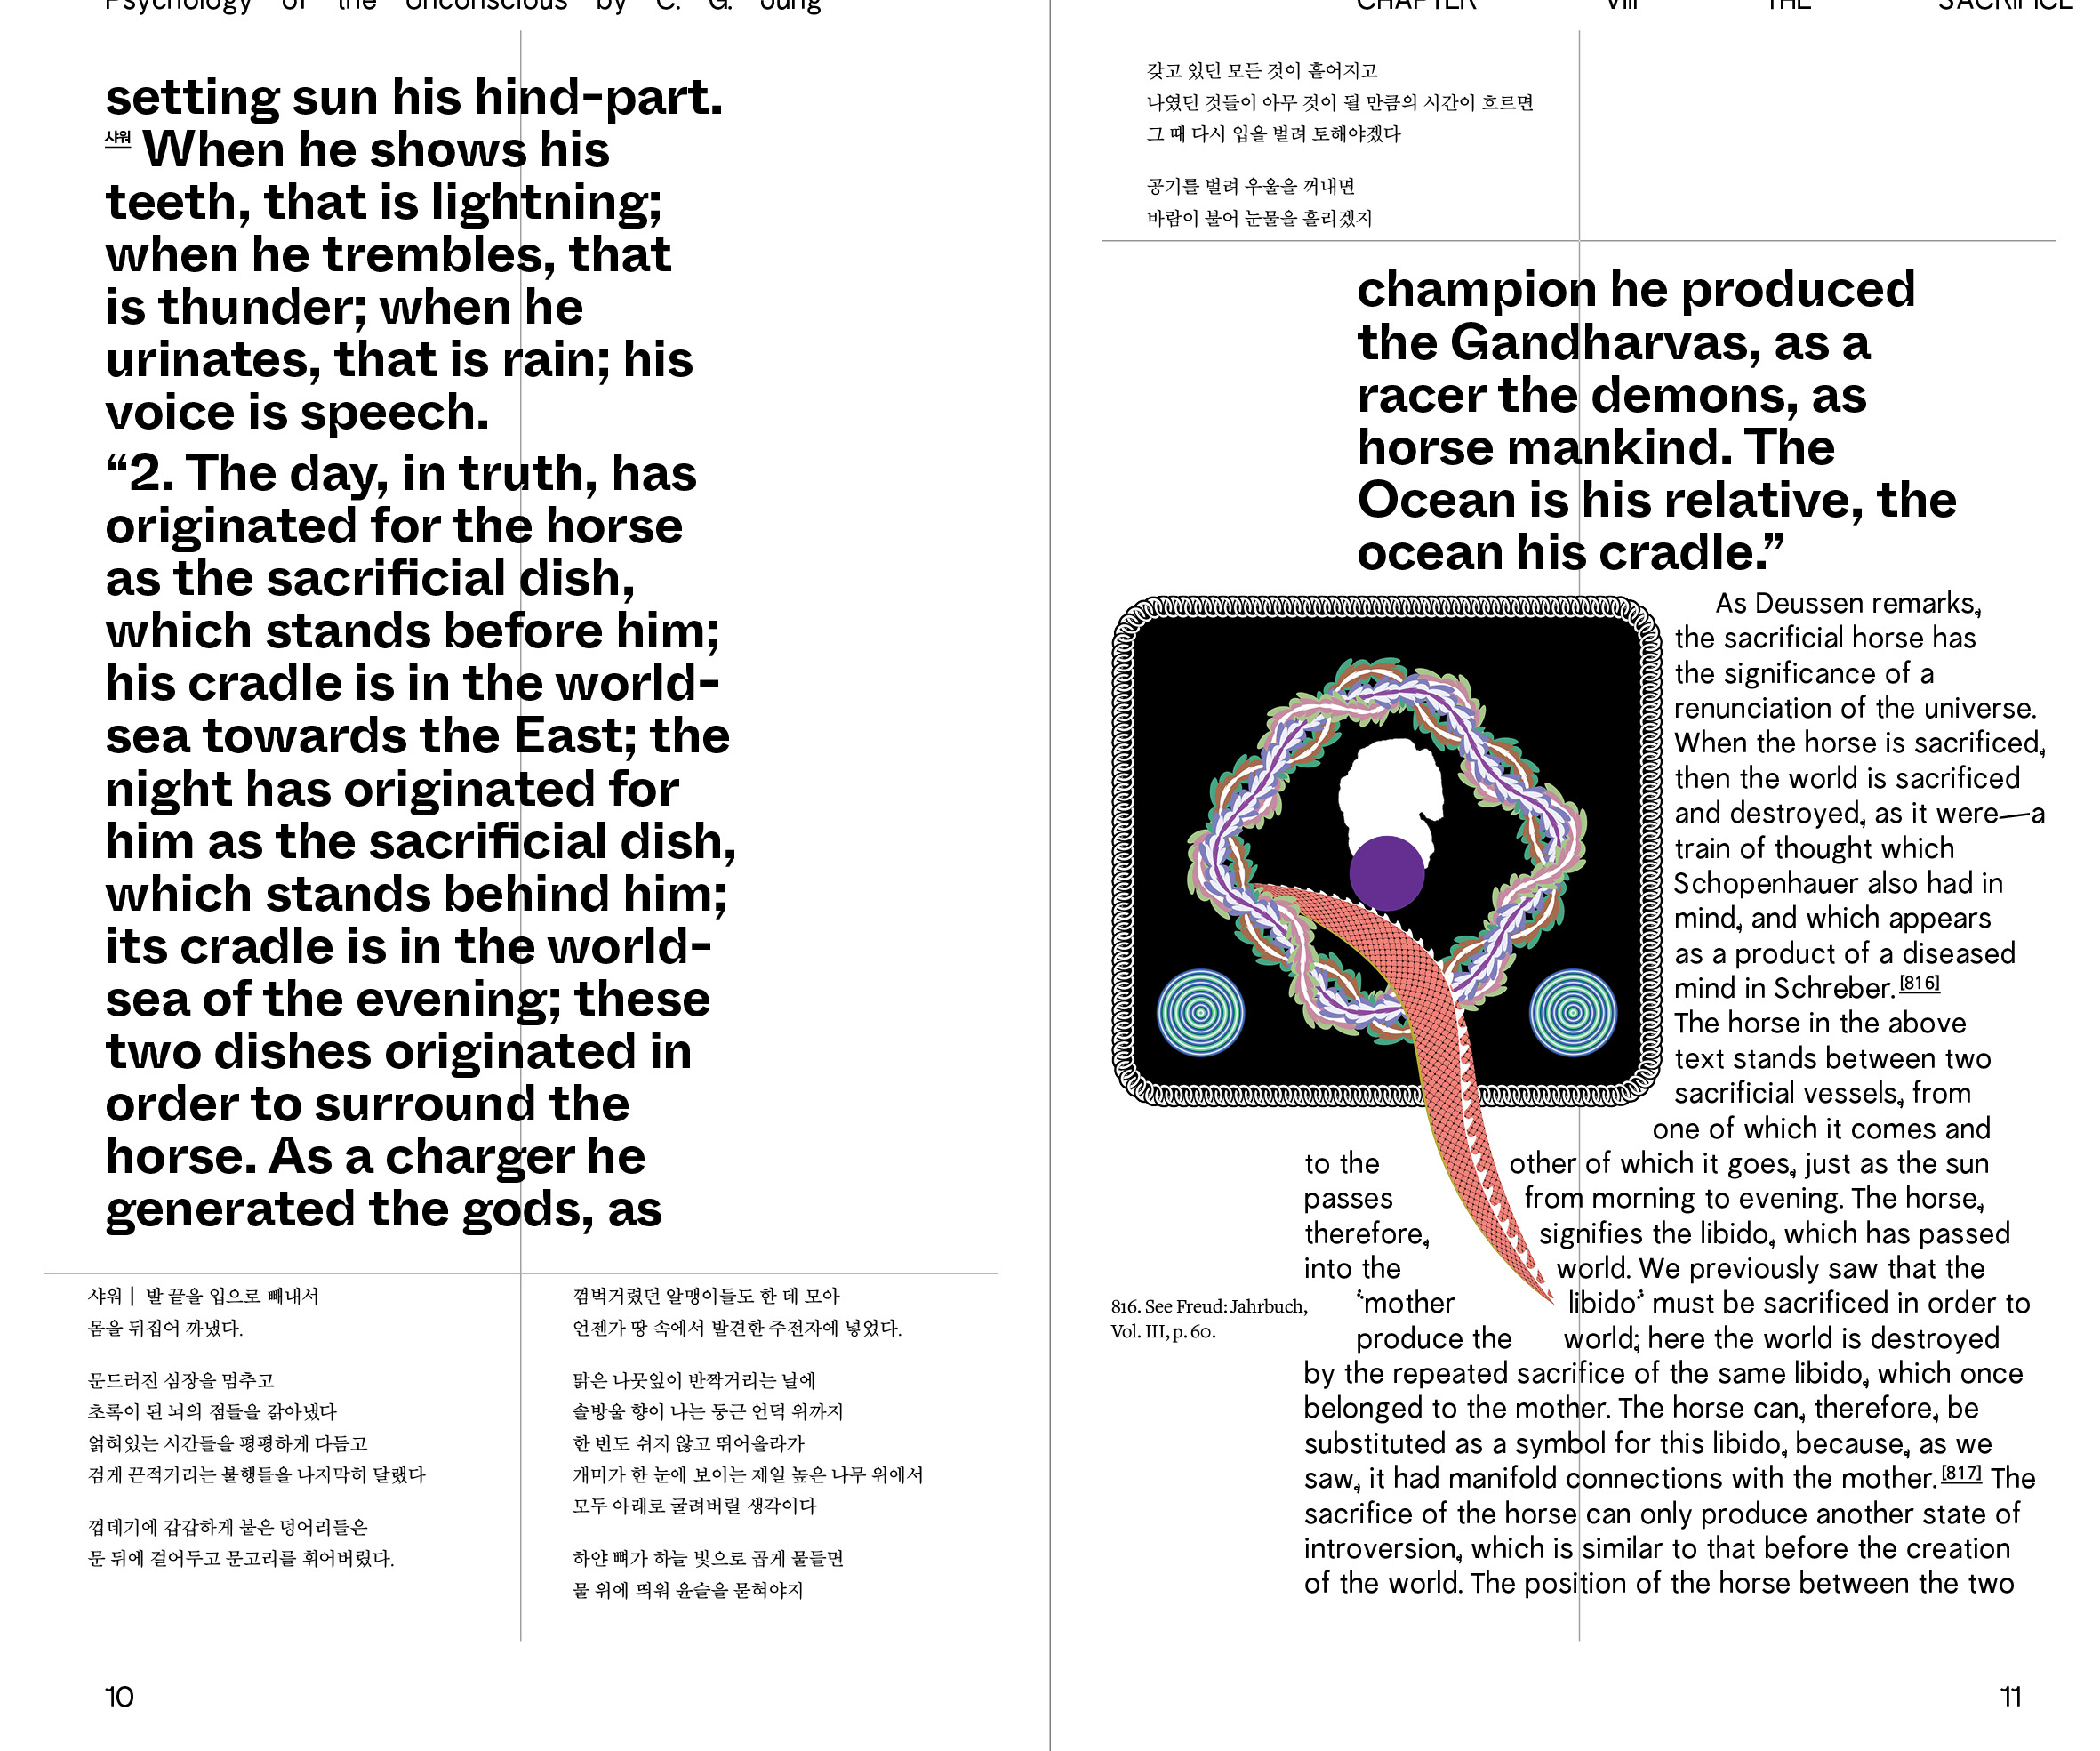 Psychology of the Unconscious by C. G. Jung
setting sun his hind-part.
샤워 When he shows his
teeth, that is lightning;
when he trembles, that
is thunder; when he
urinates, that is rain; his
voice is speech.
“2. The day, in truth, has
originated for the horse
as the sacrificial dish,
which stands before him;
his cradle is in the world-
sea towards the East; the
night has originated for
him as the sacrificial dish,
which stands behind him;
its cradle is in the world-
sea of the evening; these
two dishes originated in
order to surround the
horse. As a charger he
generated the gods, as
샤워 | 발 끝을 입으로 빼내서
몸을 뒤집어 까냈다.
문드러진 심장을 멈추고
초록이 된 뇌의 점들을 갉아냈다
얽혀있는 시간들을 평평하게 다듬고
검게 끈적거리는 불행들을 나지막히 달랬다
껍데기에 갑갑하게 붙은 덩어리들은
문 뒤에 걸어두고 문고리를 휘어버렸다.
껌벅거렸던 알맹이들도 한 데 모아
언젠가 땅 속에서 발견한 주전자에 넣었다.
맑은 나뭇잎이 반짝거리는 날에
솔방울 향이 나는 둥근 언덕 위까지
한 번도 쉬지 않고 뛰어올라가
개미가 한 눈에 보이는 제일 높은 나무 위에서
모두 아래로 굴려버릴 생각이다
하얀 뼈가 하늘 빛으로 곱게 물들면
물 위에 띄워 윤슬을 묻혀야지
10
CHAPTER VIII THE SACRIFICE
갖고 있던 모든 것이 흩어지고
나였던 것들이 아무 것이 될 만큼의 시간이 흐르면
그 때 다시 입을 벌려 토해야겠다
공기를 벌려 우울을 꺼내면
바람이 불어 눈물을 흘리겠지
champion he produced
the Gandharvas, as a
racer the demons, as
horse mankind. The
Ocean is his relative, the
ocean his cradle.”
As Deussen remarks,
the sacrificial horse has
the significance of a
renunciation of the universe.
When the horse is sacrificed,
then the world is sacrificed
and destroyed, as it were—a
train of thought which
Schopenhauer also had in
mind, and which appears
as a product of a diseased
mind in Schreber.[816]
The horse in the above
text stands between two
sacrificial vessels, from
one of which it comes and
to the other of which it goes, just as the sun
passes from morning to evening. The horse,
therefore, signifies the libido, which has passed
into the world. We previously saw that the
‘mother libido’ must be sacrificed in order to
produce the world; here the world is destroyed
by the repeated sacrifice of the same libido, which once
belonged to the mother. The horse can, therefore, be
substituted as a symbol for this libido, because, as we
saw, it had manifold connections with the mother.[817] The
sacrifice of the horse can only produce another state of
introversion, which is similar to that before the creation
of the world. The position of the horse between the two
816. See Freud: Jahrbuch,
Vol. III, p. 60.
11